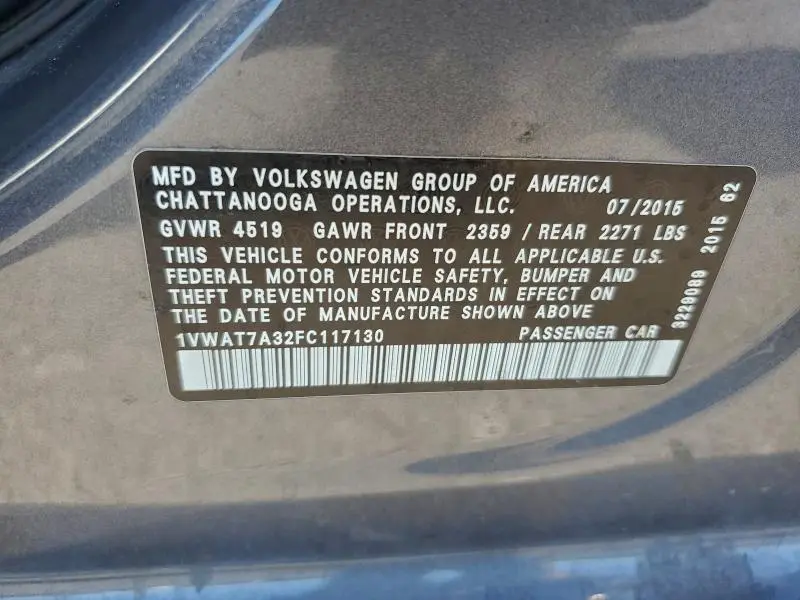 MFD BY VOLKSWAGEN GROUP OF AMERICA
CHATTANOOGA OPERATIONS, LLC. 07/2015
GVWR 4519 GAWR FRONT 2359 / REAR 2271 LBS
THIS VEHICLE CONFORMS TO ALL APPLICABLE U.S.
FEDERAL MOTOR VEHICLE SAFETY, BUMPER AND
THEFT PREVENTION STANDARDS IN EFFECT ON
THE DATE OF MANUFACTURE SHOWN ABOVE
1VWAT7A32FC117130 PASSENGER CAR
3229089 2015 62